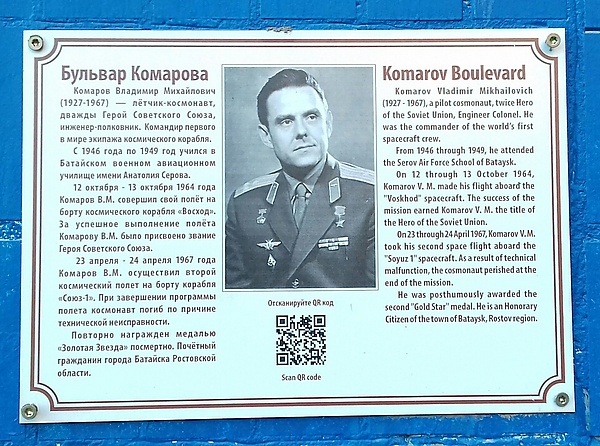 Бульвар Комарова
Комаров Владимир Михайлович
(1927-1967) — лётчик-космонавт,
дважды Герой Советского Союза,
инженер-полковник. Командир первого
в мире экипажа космического корабля.
С 1946 года по 1949 год учился в
Батайском военном авиационном
училище имени Анатолия Серова.
12 октября - 13 октября 1964 года
Комаров В.М. совершил свой полёт на
борту космического корабля «Восход».
За успешное выполнение полёта
Комарову В.М. было присвоено звание
Героя Советского Союза.
23 апреля - 24 апреля 1967 года
Комаров В.М. осуществил второй
космический полет на борту корабля
«Союз-1». При завершении программы
полета космонавт погиб по причине
технической неисправности.
Повторно награжден медалью
«Золотая Звезда» посмертно. Почётный
гражданин города Батайска Ростовской
области.
Отсканируйте QR код
Scan QR code
Komarov Boulevard
Komarov Vladimir Mikhailovich
(1927 - 1967), a pilot cosmonaut, twice Hero
of the Soviet Union, Engineer Colonel. He
was the commander of the world's first
spacecraft crew.
From 1946 through 1949, he attended
the Serov Air Force School of Bataysk.
On 12 through 13 October 1964,
Komarov V. M. made his flight aboard the
"Voskhod" spacecraft. The success of the
mission earned Komarov V. M. the title of
the Hero of the Soviet Union.
On 23 through 24 April 1967, Komarov V.M.
took his second space flight aboard the
"Soyuz 1" spacecraft. As a result of technical
malfunction, the cosmonaut perished at the
end of the mission.
He was posthumously awarded the
second "Gold Star" medal. He is an Honorary
Citizen of the town of Bataysk, Rostov region.